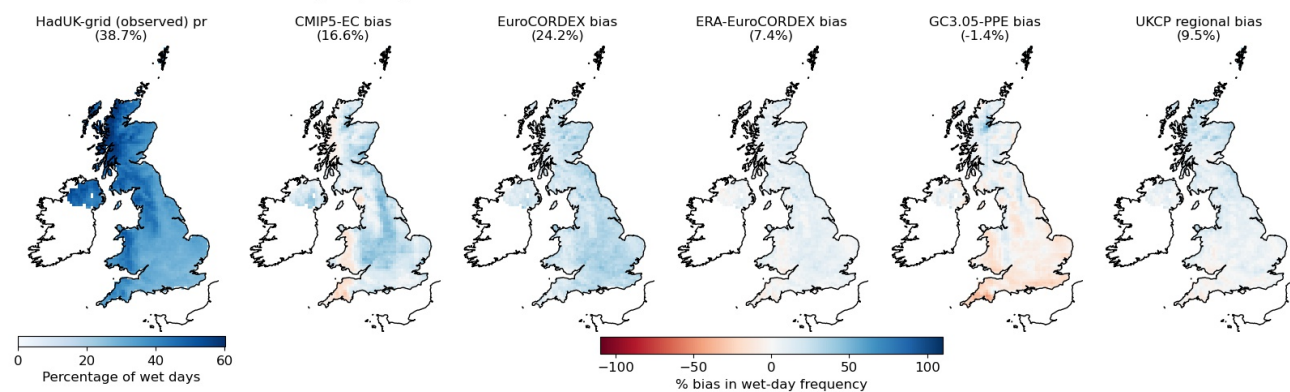 HadUK-grid (observed) pr
(38.7%)
CMIP5-EC bias
(16.6%)
EuroCORDEX bias
(24.2%)
ERA-EuroCORDEX bias
(7.4%)
GC3.05-PPE bias
(-1.4%)
UKCP regional bias
(9.5%)
0 20 40 60
Percentage of wet days
−100 −50 0 50 100
% bias in wet-day frequency